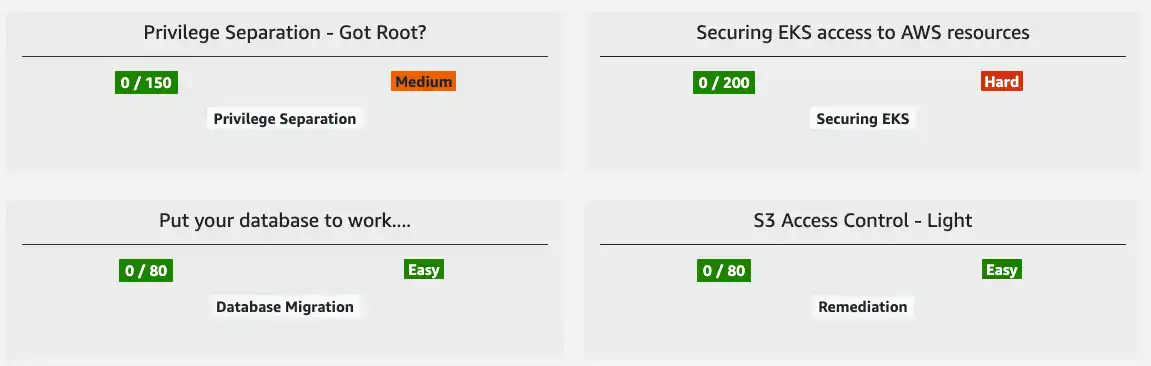 Privilege Separation - Got Root?
0 / 150
Medium
Privilege Separation
Securing EKS access to AWS resources
0 / 200
Hard
Securing EKS
Put your database to work....
0 / 80
Easy
Database Migration
S3 Access Control - Light
0 / 80
Easy
Remediation